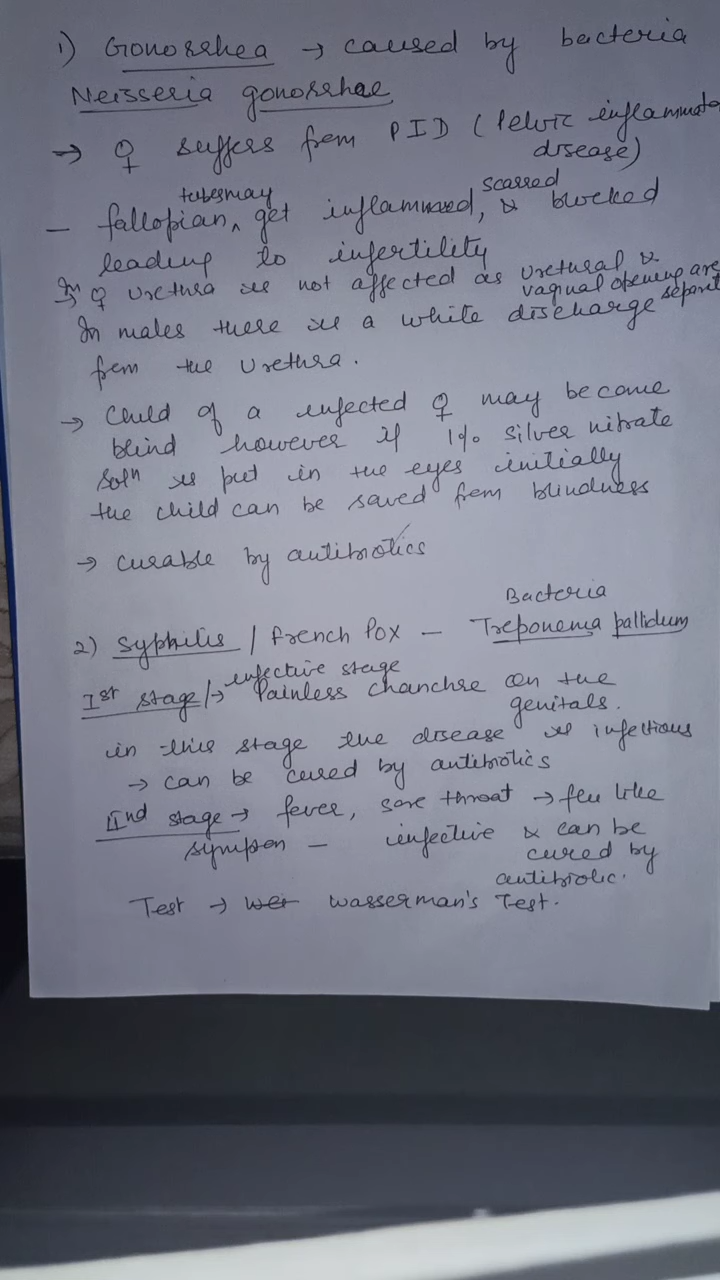 1) Gonorrhea → caused by bacteria
Neisseria gonorrhae
→ ♀ suffers from PID (Pelvic inflammato
disease)
tubes may scarred
- fallopian ^ get inflammed, & blocked
leading to infertility
In ♀ urethra is not affected as uretural &
vaginal opening are
separit
In males there is a white discharge
from the urethra.
→ Child of a infected ♀ may become
blind however if 1% silver nitrate
solⁿ is put in the eyes initially
the child can be saved from blindness
→ curable by antibiotics
Bacteria
2) Syphilis / French Pox - Treponema pallidum
infective stage
Ist stage / → Painless chanchre on the
genitals.
in this stage the disease is infectious
→ can be cured by antibiotics
IInd stage → fever, sore throat → flu like
sympson - infective & can be
cured by
antibiotic.
Test → wasserman's Test.